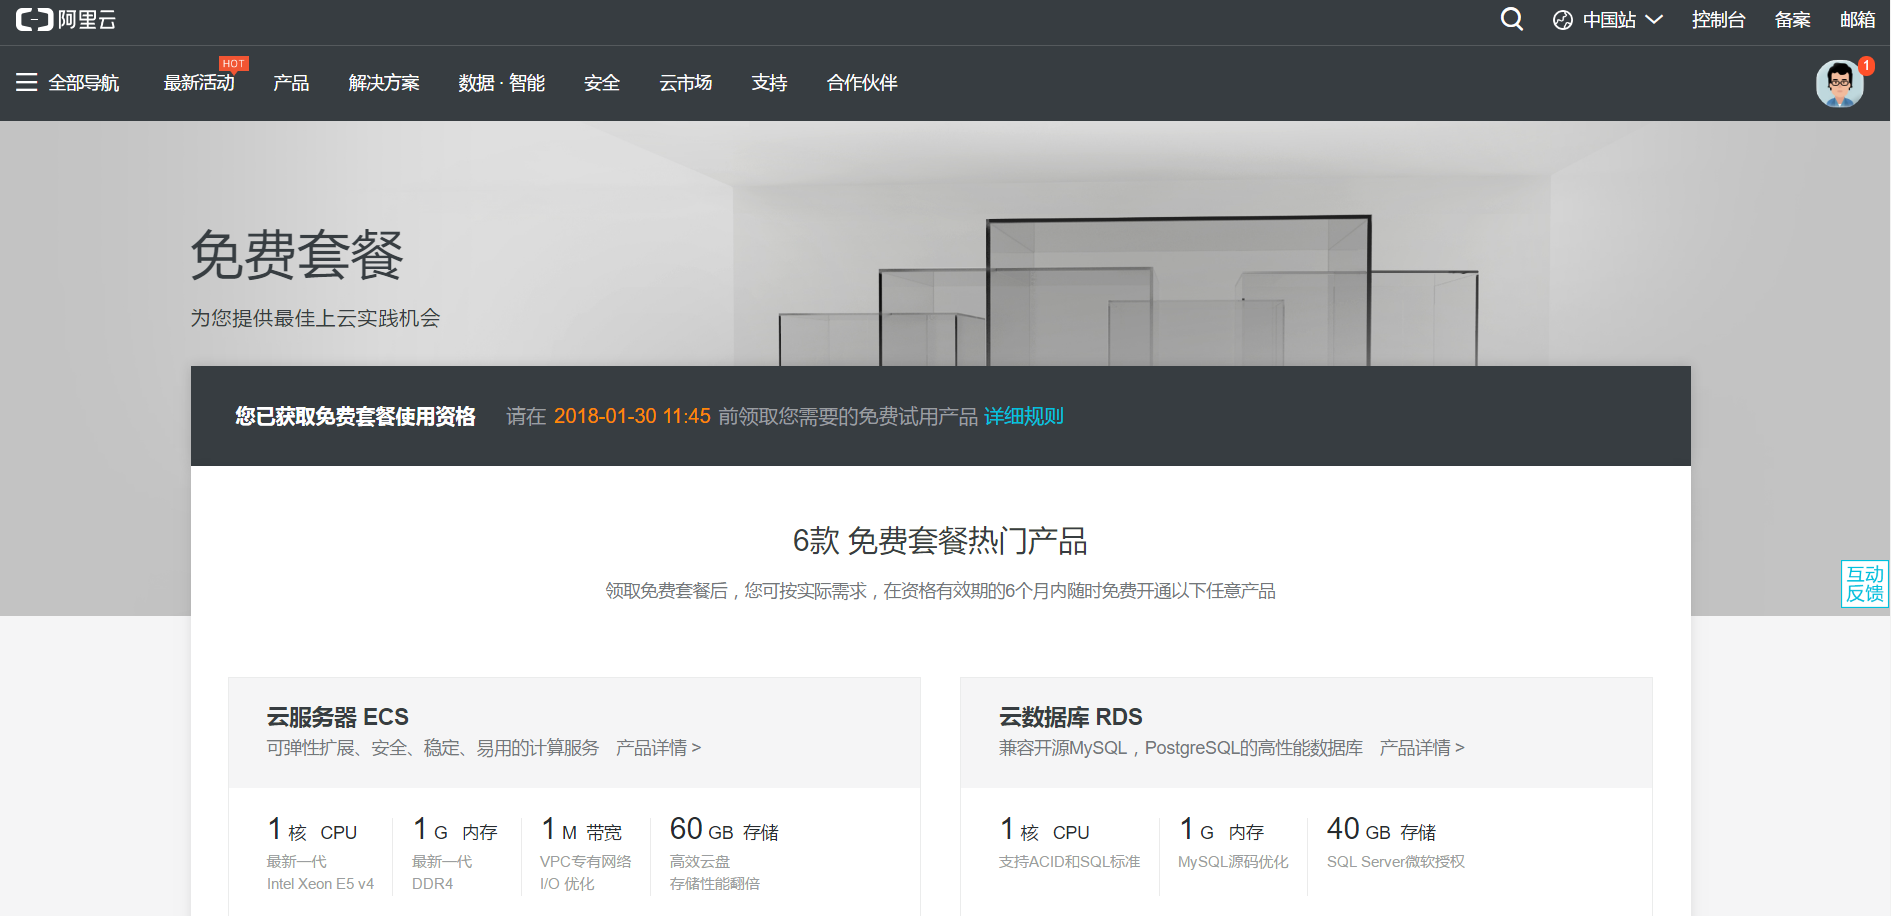 阿里云
中国站
控制台
备案
邮箱
全部导航
最新活动
HOT
产品
解决方案
数据 · 智能
安全
云市场
支持
合作伙伴
1
免费套餐
为您提供最佳上云实践机会
您已获取免费套餐使用资格 请在 2018-01-30 11:45 前领取您需要的免费试用产品 详细规则
6款 免费套餐热门产品
领取免费套餐后，您可按实际需求，在资格有效期的6个月内随时免费开通以下任意产品
互动
反馈
云服务器 ECS
可弹性扩展、安全、稳定、易用的计算服务 产品详情 >
1 核 CPU
最新一代
Intel Xeon E5 v4
1 G 内存
最新一代
DDR4
1 M 带宽
VPC专有网络
I/O 优化
60 GB 存储
高效云盘
存储性能翻倍
云数据库 RDS
兼容开源MySQL，PostgreSQL的高性能数据库 产品详情 >
1 核 CPU
支持ACID和SQL标准
1 G 内存
MySQL源码优化
40 GB 存储
SQL Server微软授权